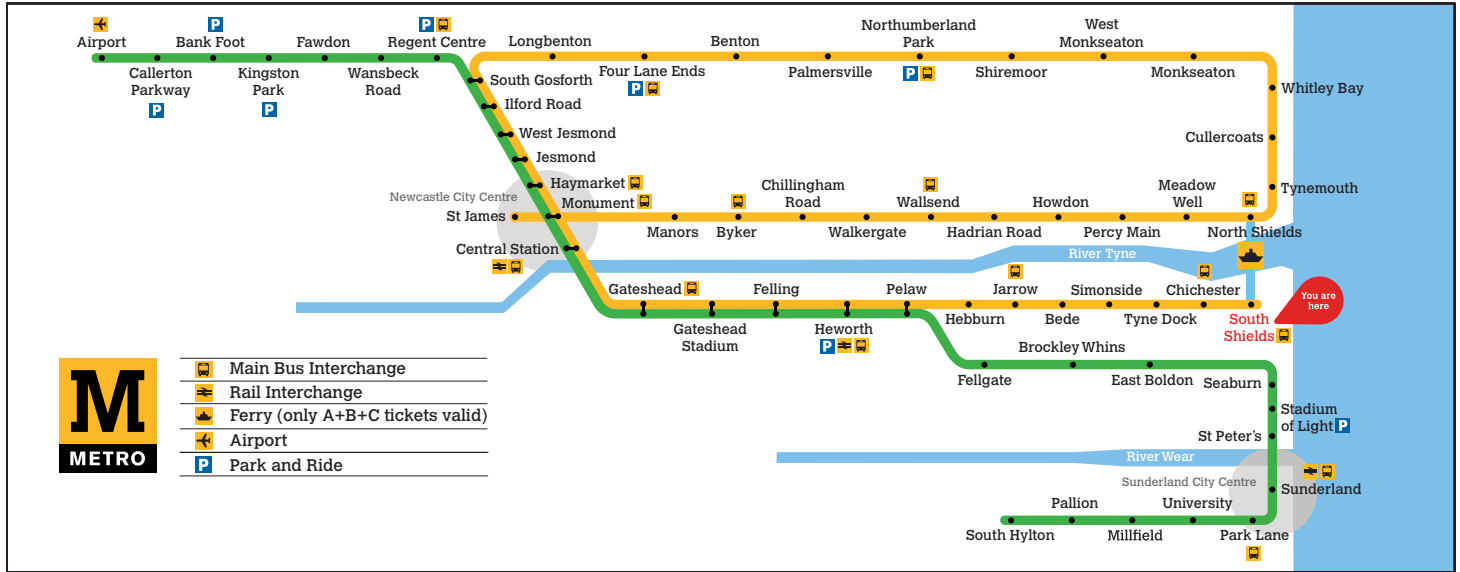 Airport
Callerton
Parkway
P
Bank Foot
P
Kingston
Park
P
Fawdon
Wansbeck
Road
P
Regent Centre
Longbenton
Four Lane Ends
P
Benton
Palmersville
Northumberland
Park
P
Shiremoor
West
Monkseaton
Monkseaton
Whitley Bay
Cullercoats
Tynemouth
South Gosforth
Ilford Road
West Jesmond
Jesmond
Haymarket
Newcastle City Centre
Monument
St James
Central Station
Manors
Byker
Chillingham
Road
Walkergate
Wallsend
Hadrian Road
Howdon
Percy Main
Meadow
Well
North Shields
River Tyne
Gateshead
Gateshead
Stadium
Felling
Heworth
P
Pelaw
Hebburn
Jarrow
Bede
Simonside
Tyne Dock
Chichester
South
Shields
You are
here
Fellgate
Brockley Whins
East Boldon
Seaburn
Stadium
of Light P
St Peter's
River Wear
Sunderland City Centre
Sunderland
Park Lane
University
Millfield
Pallion
South Hylton
M
METRO
Main Bus Interchange
Rail Interchange
Ferry (only A+B+C tickets valid)
Airport
P Park and Ride